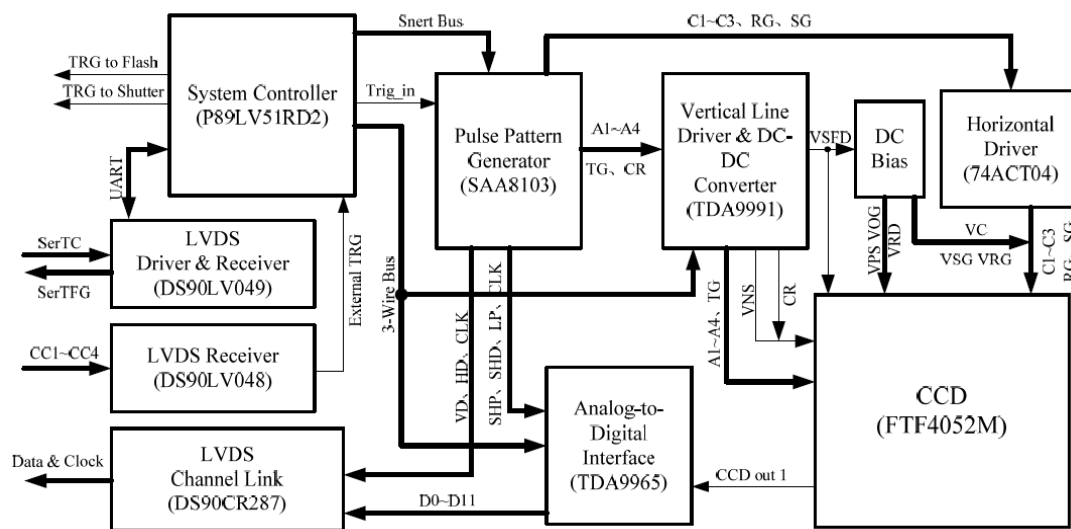 Snert Bus
C1~C3、RG、SG
TRG to Flash
TRG to Shutter
System Controller
(P89LV51RD2)
Trig_in
Pulse Pattern
Generator
(SAA8103)
A1~A4
TG、CR
Vertical Line
Driver & DC-
DC
Converter
(TDA9991)
VSFD
DC
Bias
Horizontal
Driver
(74ACT04)
UART
SerTC
SerTFG
LVDS
Driver & Receiver
(DS90LV049)
External TRG
3-Wire Bus
VD、HD、CLK
SHP、SHD、LP、CLK
A1~A4、TG
VNS
CR
VPS VOG
VRD
VC
VSG VRG
C1~C3
RG、SG
CC1~CC4
LVDS Receiver
(DS90LV048)
Data & Clock
LVDS
Channel Link
(DS90CR287)
D0~D11
Analog-to-
Digital
Interface
(TDA9965)
CCD out 1
CCD
(FTF4052M)